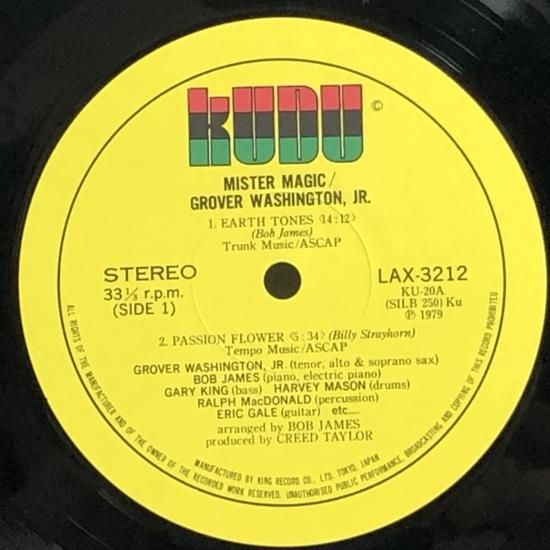 KUDU ©
MISTER MAGIC/
GROVER WASHINGTON, JR.
1. EARTH TONES <14:12>
(Bob James)
Trunk Music/ASCAP
STEREO
33⅓ r.p.m.
(SIDE 1)
LAX-3212
KU-20A
(SILB 250) Ku
℗ 1979
2. PASSION FLOWER <5:34> (Billy Strayhorn)
Tempo Music/ASCAP
GROVER WASHINGTON, JR. (tenor, alto & soprano sax)
BOB JAMES (piano, electric piano)
GARY KING (bass) HARVEY MASON (drums)
RALPH MacDONALD (percussion)
ERIC GALE (guitar) etc....
arranged by BOB JAMES
produced by CREED TAYLOR
MANUFACTURED BY KING RECORD CO., LTD. TOKYO, JAPAN
ALL RIGHTS OF THE MANUFACTURER AND OF THE OWNER OF THE RECORDED WORK RESERVED. UNAUTHORISED PUBLIC PERFORMANCE, BROADCASTING AND COPYING OF THIS RECORD PROHIBITED